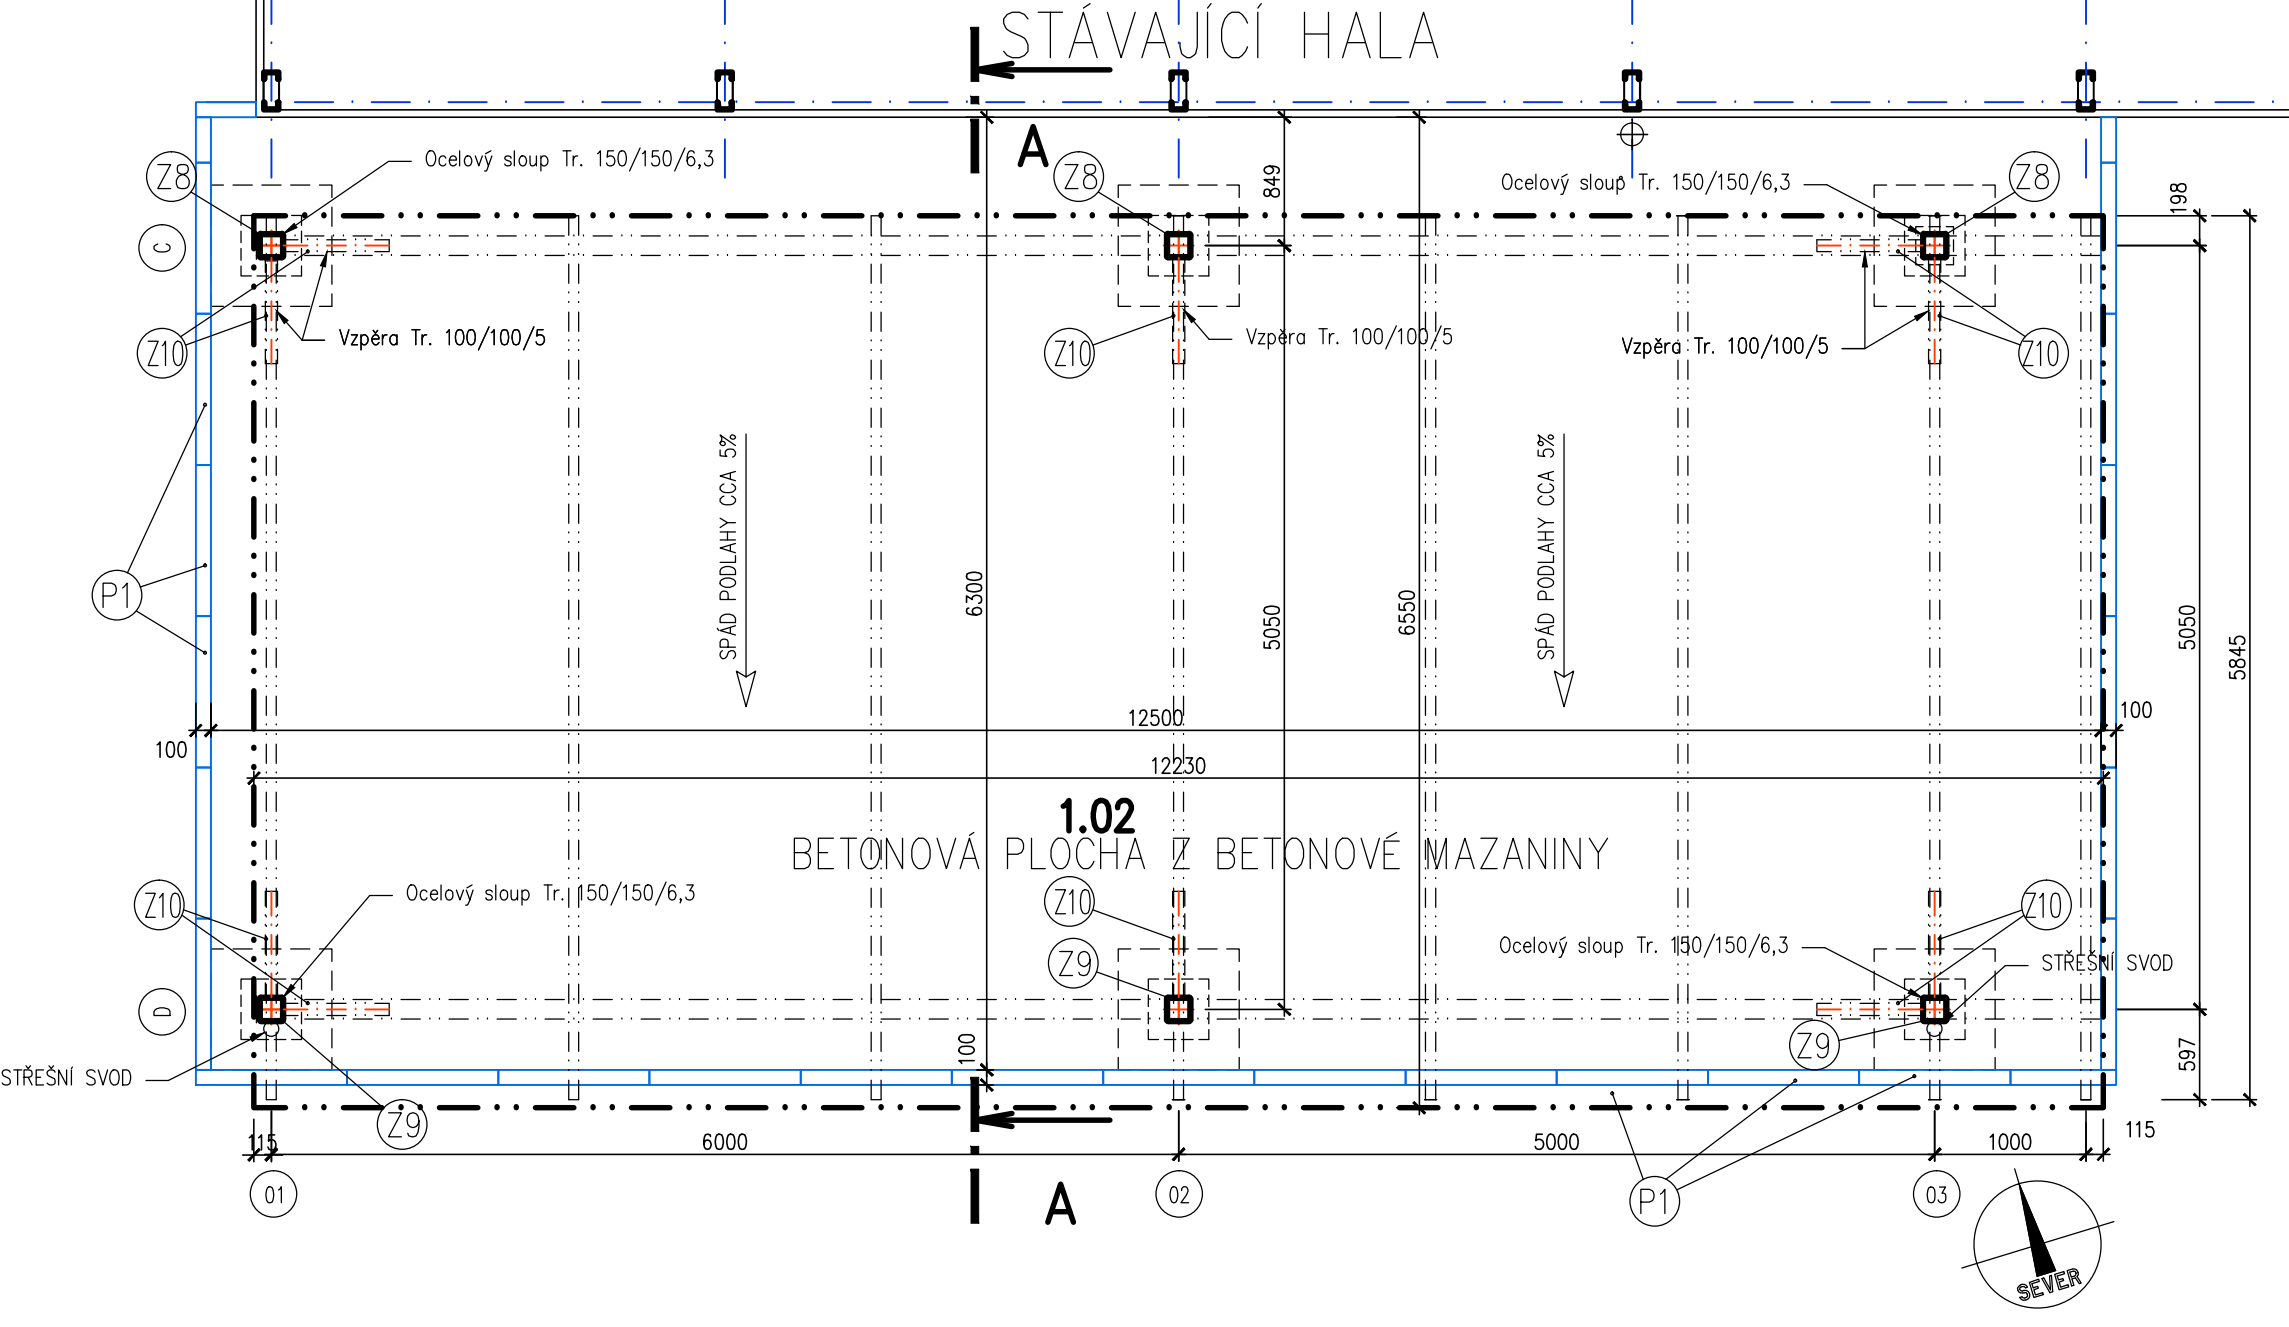 STÁVAJÍCÍ HALA
A
Ocelový sloup Tr. 150/150/6,3
Z8
Z8
849
Ocelový sloup Tr. 150/150/6,3
Z8
198
C
Z10
Vzpěra Tr. 100/100/5
Z10
Vzpěra Tr. 100/100/5
Vzpěra Tr. 100/100/5
Z10
P1
SPÁD PODLAHY CCA 5%
6300
5050
6550
SPÁD PODLAHY CCA 5%
5050
5845
100
12500
100
12230
1.02
BETONOVÁ PLOCHA Z BETONOVÉ MAZANINY
Z10
Ocelový sloup Tr. 150/150/6,3
Z10
Z9
Ocelový sloup Tr. 150/150/6,3
Z10
STŘEŠNÍ SVOD
D
100
Z9
597
STŘEŠNÍ SVOD
Z9
115
6000
5000
1000
115
01
A
02
P1
03
SEVER